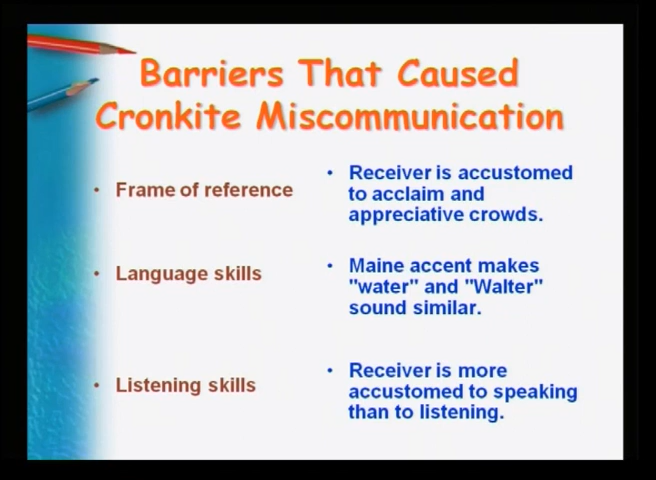 Barriers That Caused
Cronkite Miscommunication
• Frame of reference
• Receiver is accustomed
to acclaim and
appreciative crowds.
• Language skills
• Maine accent makes
"water" and "Walter"
sound similar.
• Listening skills
• Receiver is more
accustomed to speaking
than to listening.